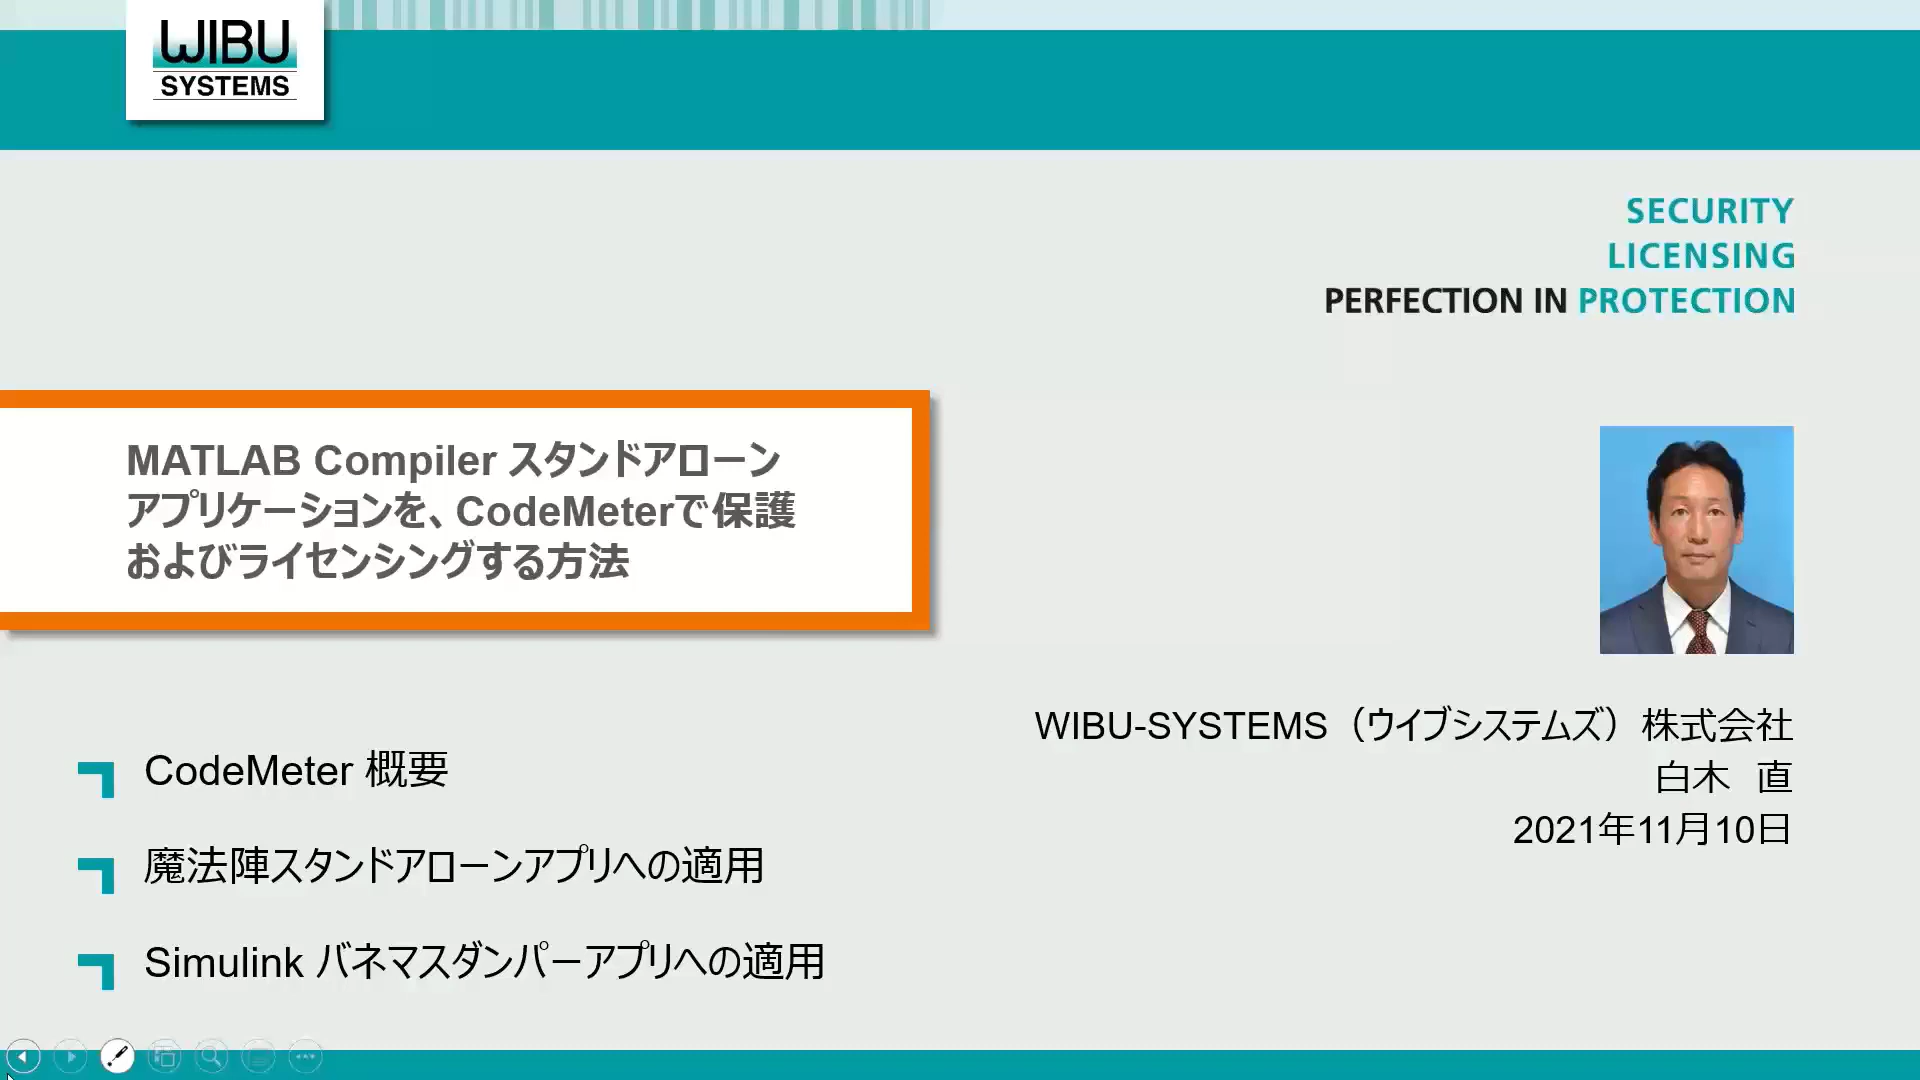 WIBU
SYSTEMS
SECURITY
LICENSING
PERFECTION IN PROTECTION
MATLAB Compiler スタンドアローン
アプリケーションを、CodeMeterで保護
およびライセンシングする方法
WIBU-SYSTEMS（ウイブシステムズ）株式会社
白木　直
2021年11月10日
CodeMeter 概要
魔法陣スタンドアローンアプリへの適用
Simulink バネマスダンパーアプリへの適用